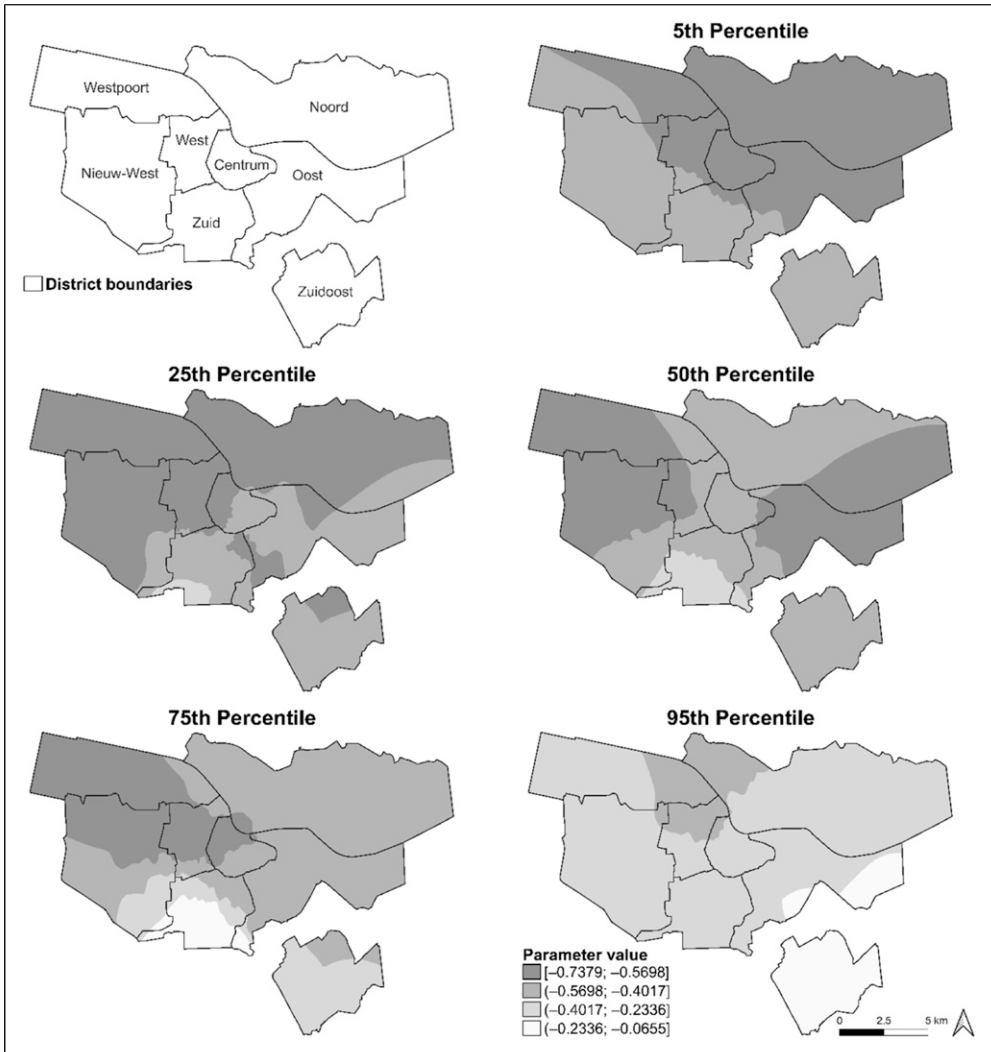 5th Percentile
Westpoort
Noord
West
Centrum
Nieuw-West
Oost
Zuid
District boundaries
Zuidoost
25th Percentile
50th Percentile
75th Percentile
95th Percentile
Parameter value
[−0.7379; −0.5698]
(−0.5698; −0.4017]
(−0.4017; −0.2336]
(−0.2336; −0.0655]
0 2.5 5 km